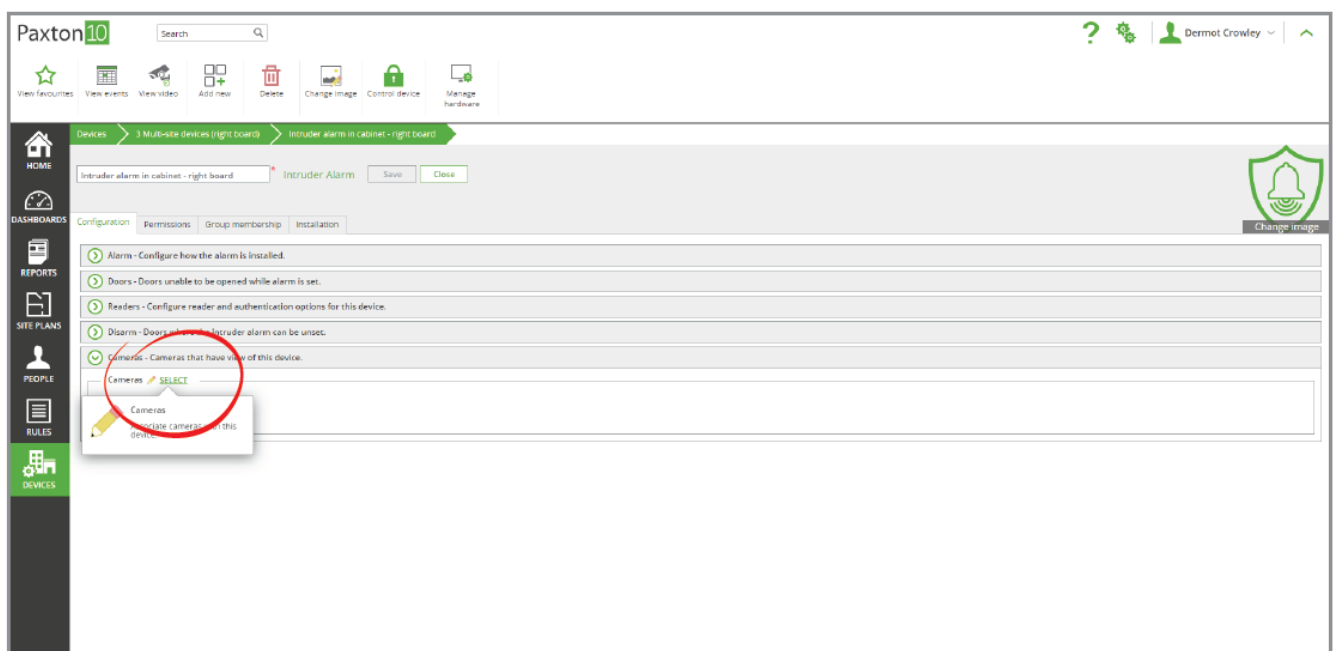 Paxton10
Search
Dermot Crowley
View favourites
View events
View video
Add new
Delete
Change image
Control device
Manage
hardware
Devices
3 Multi-site devices (right board)
Intruder alarm in cabinet - right board
HOME
Intruder alarm in cabinet - right board
*
Intruder Alarm
Save
Close
DASHBOARDS
Configuration
Permissions
Group membership
Installation
Change image
Alarm - Configure how the alarm is installed.
REPORTS
Doors - Doors unable to be opened while alarm is set.
Readers - Configure reader and authentication options for this device.
SITE PLANS
Disarm - Doors where the Intruder alarm can be unset.
Cameras - Cameras that have view of this device.
PEOPLE
Cameras
SELECT
Cameras
Associate cameras with this
device.
RULES
DEVICES